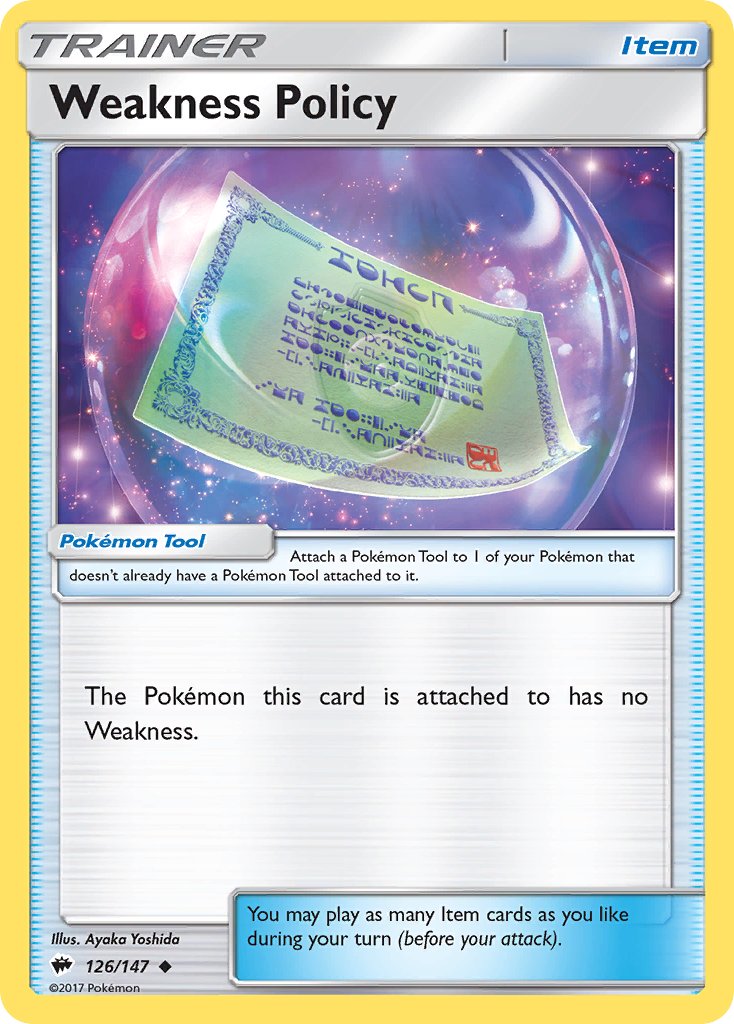 TRAINER
Item
Weakness Policy
Pokémon Tool
Attach a Pokémon Tool to 1 of your Pokémon that
doesn't already have a Pokémon Tool attached to it.
The Pokémon this card is attached to has no
Weakness.
You may play as many Item cards as you like
during your turn (before your attack).
Illus. Ayaka Yoshida
126/147
©2017 Pokémon